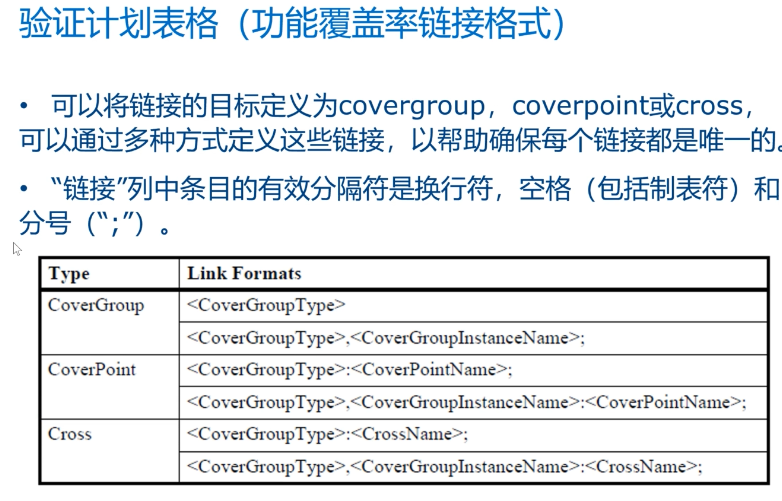 验证计划表格（功能覆盖率链接格式）
• 可以将链接的目标定义为covergroup，coverpoint或cross，
可以通过多种方式定义这些链接，以帮助确保每个链接都是唯一的。
• “链接”列中条目的有效分隔符是换行符，空格（包括制表符）和
分号（“;”）。
Type Link Formats
CoverGroup <CoverGroupType>
<CoverGroupType>,<CoverGroupInstanceName>;
CoverPoint <CoverGroupType>:<CoverPointName>;
<CoverGroupType>,<CoverGroupInstanceName>:<CoverPointName>;
Cross <CoverGroupType>:<CrossName>;
<CoverGroupType>,<CoverGroupInstanceName>:<CrossName>;